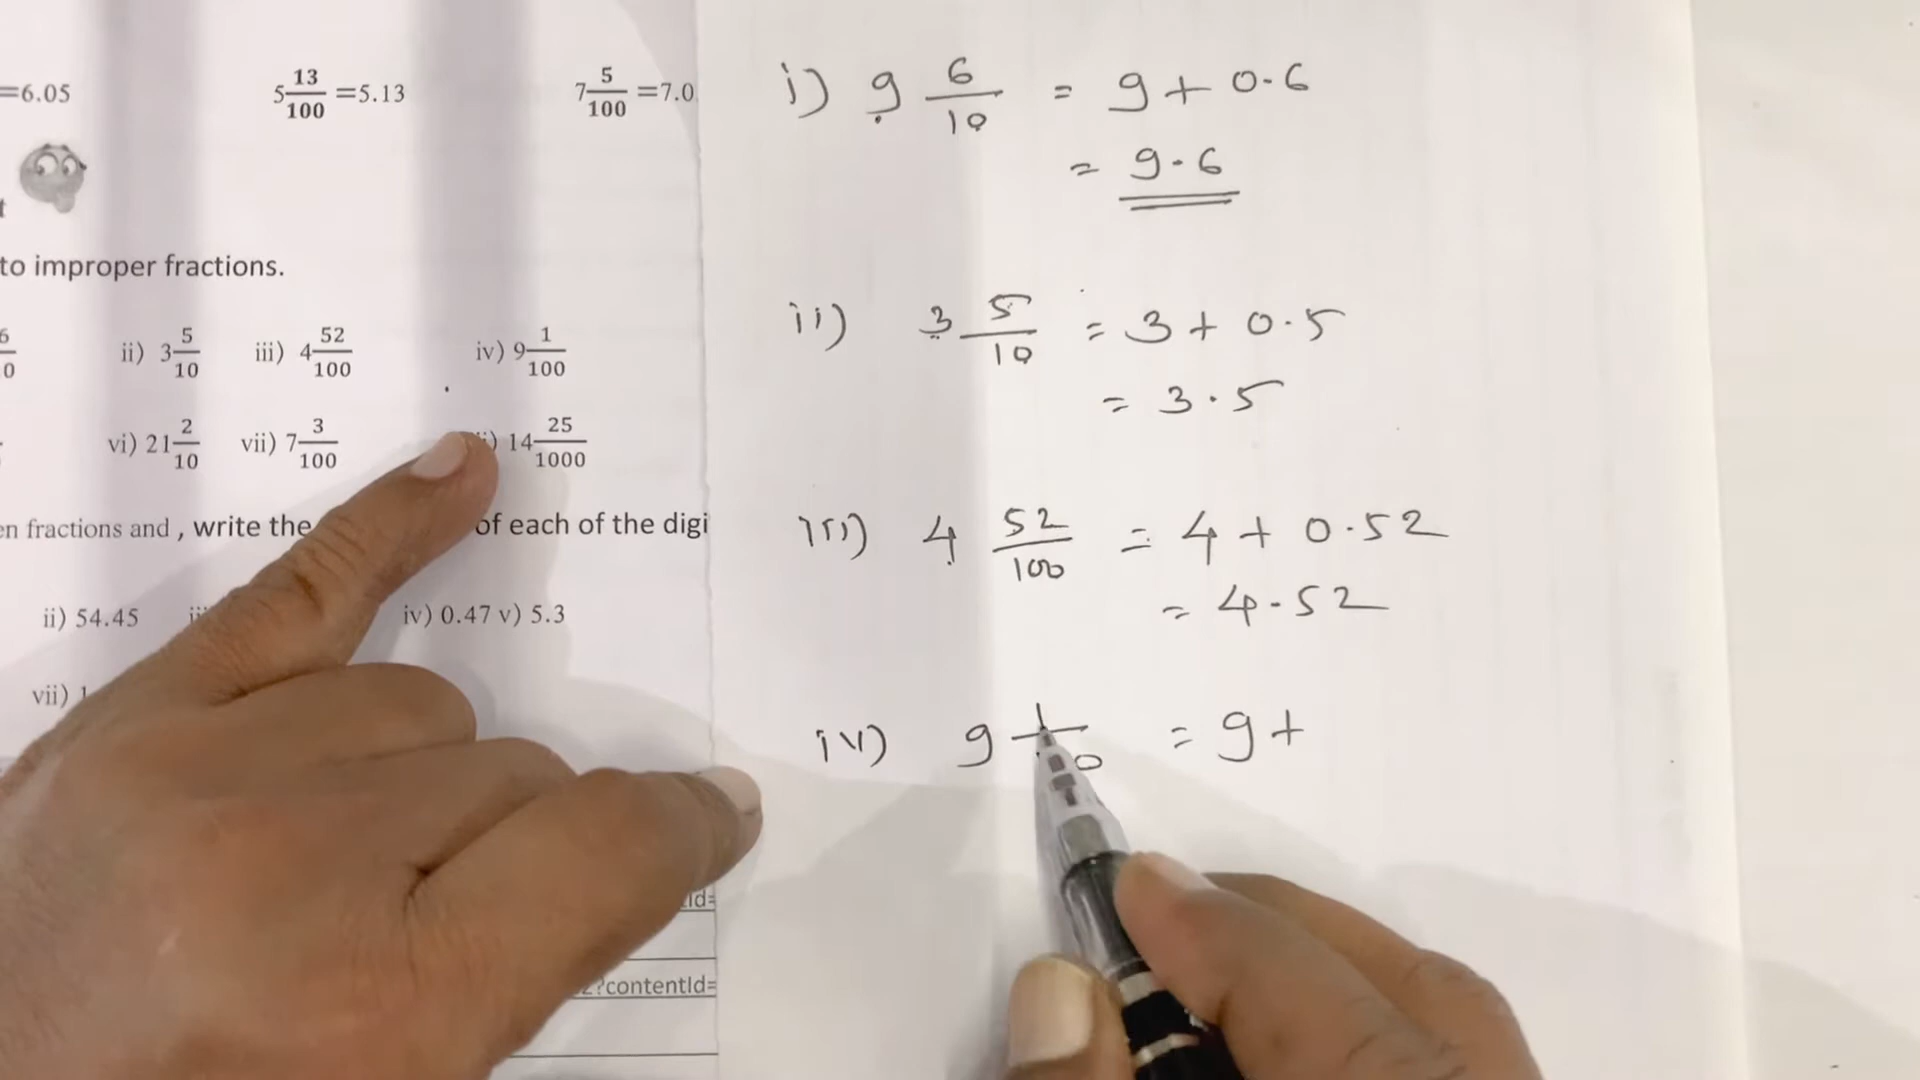 =6.05 5 13/100 =5.13 7 5/100 =7.0
to improper fractions.
ii) 3 5/10 iii) 4 52/100 iv) 9 1/100
vi) 21 2/10 vii) 7 3/100 14 25/1000
fractions and , write the of each of the digi
ii) 54.45 iv) 0.47 v) 5.3
vii)
?contentId=
i) 9 6/10 = 9 + 0.6
= 9.6
ii) 3 5/10 = 3 + 0.5
= 3.5
iii) 4 52/100 = 4 + 0.52
= 4.52
iv) 9 = 9 +